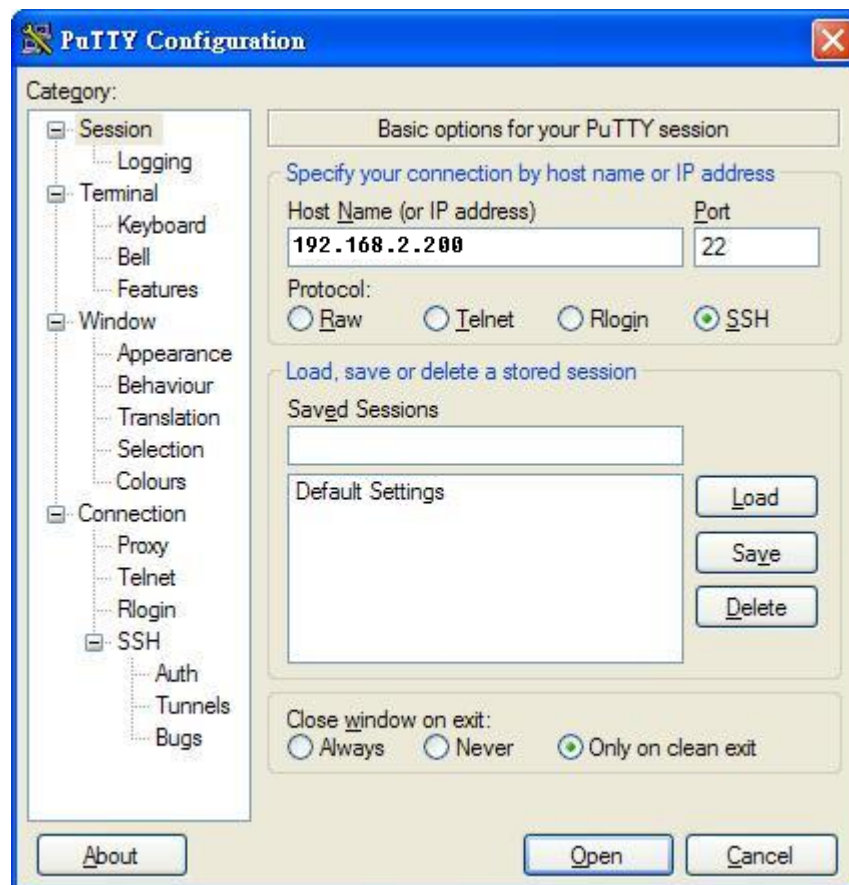 PuTTY Configuration
Category:
Session
Logging
Terminal
Keyboard
Bell
Features
Window
Appearance
Behaviour
Translation
Selection
Colours
Connection
Proxy
Telnet
Rlogin
SSH
Auth
Tunnels
Bugs
Basic options for your PuTTY session
Specify your connection by host name or IP address
Host Name (or IP address) Port
192.168.2.200 22
Protocol:
Raw Telnet Rlogin SSH
Load, save or delete a stored session
Saved Sessions
Default Settings
Load
Save
Delete
Close window on exit:
Always Never Only on clean exit
About Open Cancel